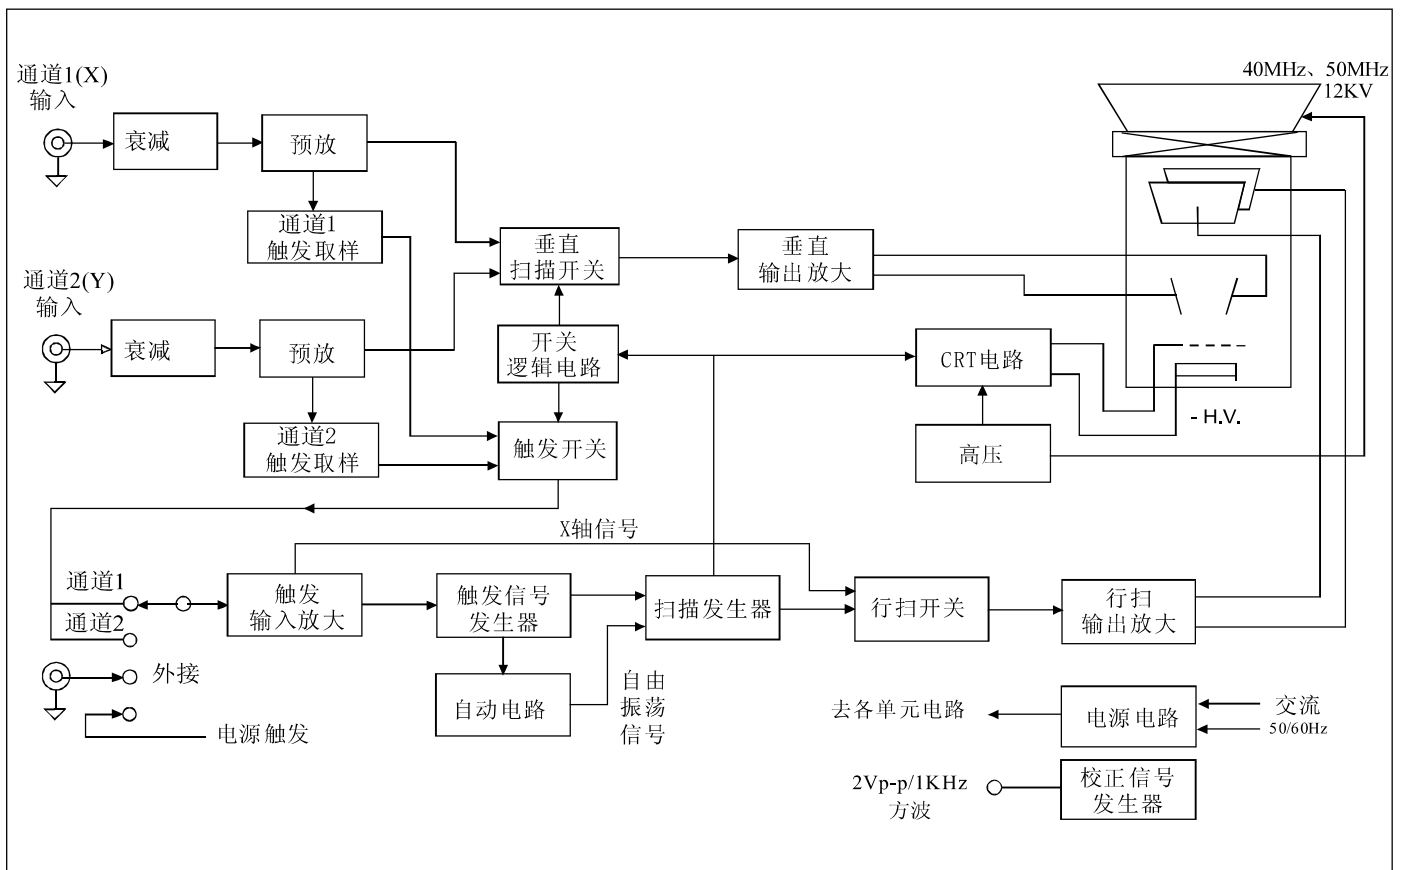 通道1(X)
输入
40MHz、50MHz
12KV
衰减
预放
通道1
触发取样
垂直
扫描开关
垂直
输出放大
通道2(Y)
输入
衰减
预放
开关
逻辑电路
CRT电路
- H.V.
通道2
触发取样
触发开关
高压
X轴信号
通道1
通道2
触发
输入放大
触发信号
发生器
扫描发生器
行扫开关
行扫
输出放大
外接
自动电路
自由
振荡
信号
去各单元电路
电源电路
交流
50/60Hz
电源触发
2Vp-p/1KHz
方波
校正信号
发生器